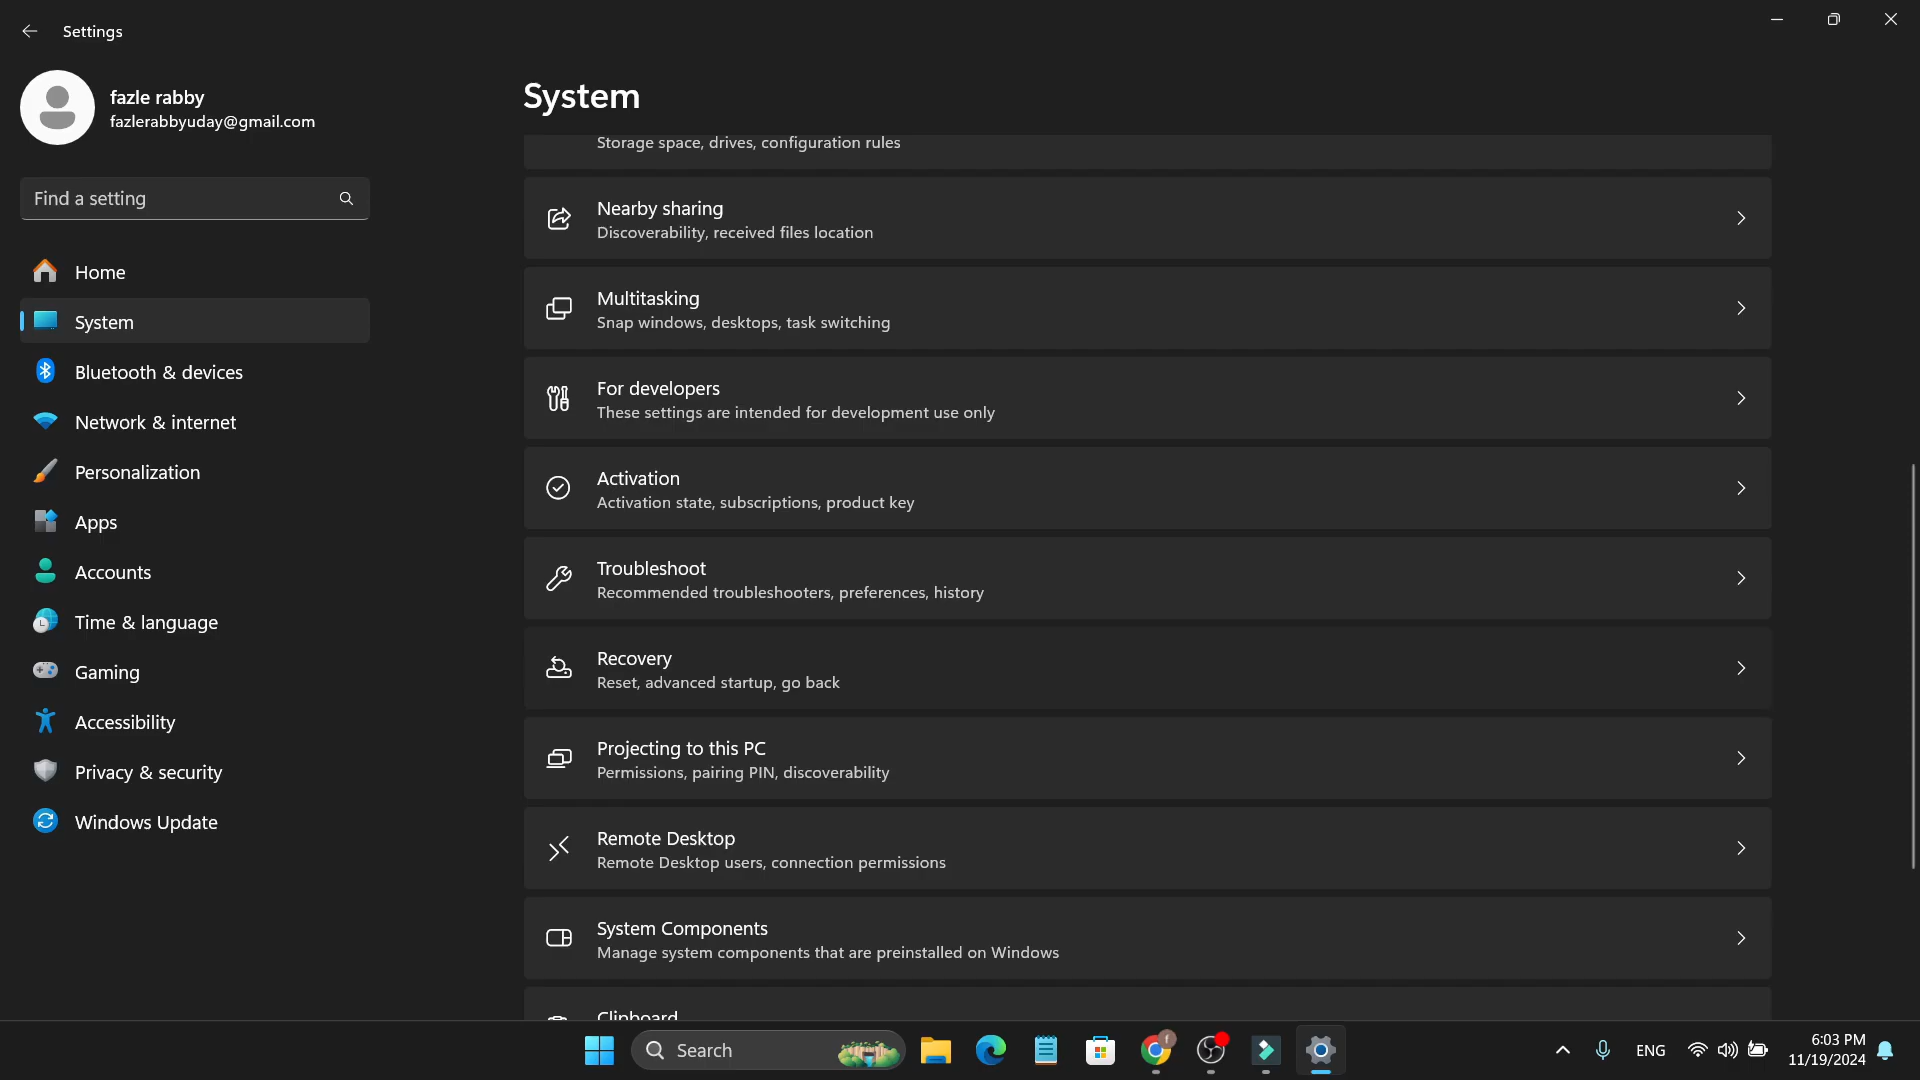 Settings
fazle rabby
fazlerabbyuday@gmail.com
Find a setting
Home
System
Bluetooth & devices
Network & internet
Personalization
Apps
Accounts
Time & language
Gaming
Accessibility
Privacy & security
Windows Update
System
Storage space, drives, configuration rules
Nearby sharing
Discoverability, received files location
Multitasking
Snap windows, desktops, task switching
For developers
These settings are intended for development use only
Activation
Activation state, subscriptions, product key
Troubleshoot
Recommended troubleshooters, preferences, history
Recovery
Reset, advanced startup, go back
Projecting to this PC
Permissions, pairing PIN, discoverability
Remote Desktop
Remote Desktop users, connection permissions
System Components
Manage system components that are preinstalled on Windows
Clipboard
Search
f
ENG
6:03 PM
11/19/2024